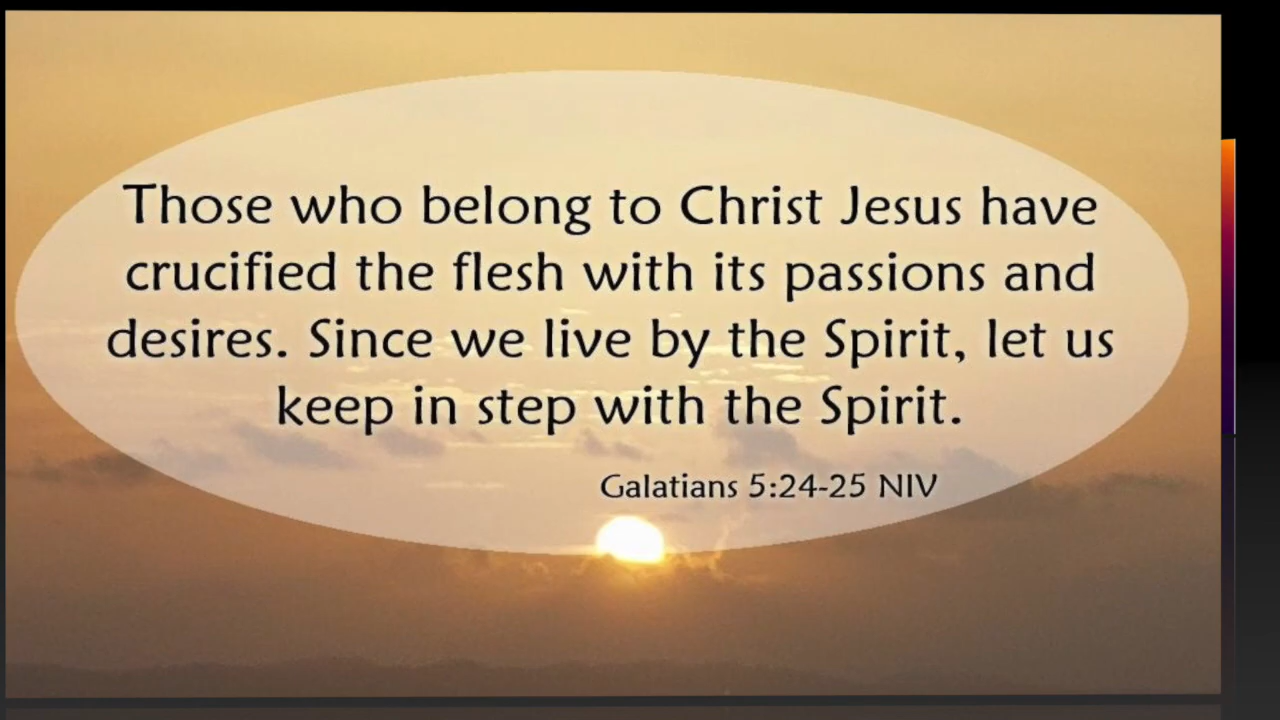 Those who belong to Christ Jesus have
crucified the flesh with its passions and
desires. Since we live by the Spirit, let us
keep in step with the Spirit.
Galatians 5:24-25 NIV